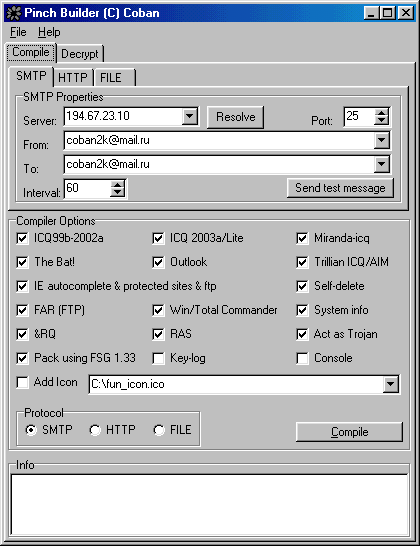 Pinch Builder (C) Coban
File Help
Compile Decrypt
SMTP HTTP FILE
SMTP Properties
Server: 194.67.23.10 Resolve Port: 25
From: coban2k@mail.ru
To: coban2k@mail.ru
Interval: 60 Send test message
Compiler Options
ICQ99b-2002a ICQ 2003a/Lite Miranda-icq
The Bat! Outlook Trillian ICQ/AIM
IE autocomplete & protected sites & ftp Self-delete
FAR (FTP) Win/Total Commander System info
&RQ RAS Act as Trojan
Pack using FSG 1.33 Key-log Console
Add Icon C:\fun_icon.ico
Protocol
SMTP HTTP FILE Compile
Info